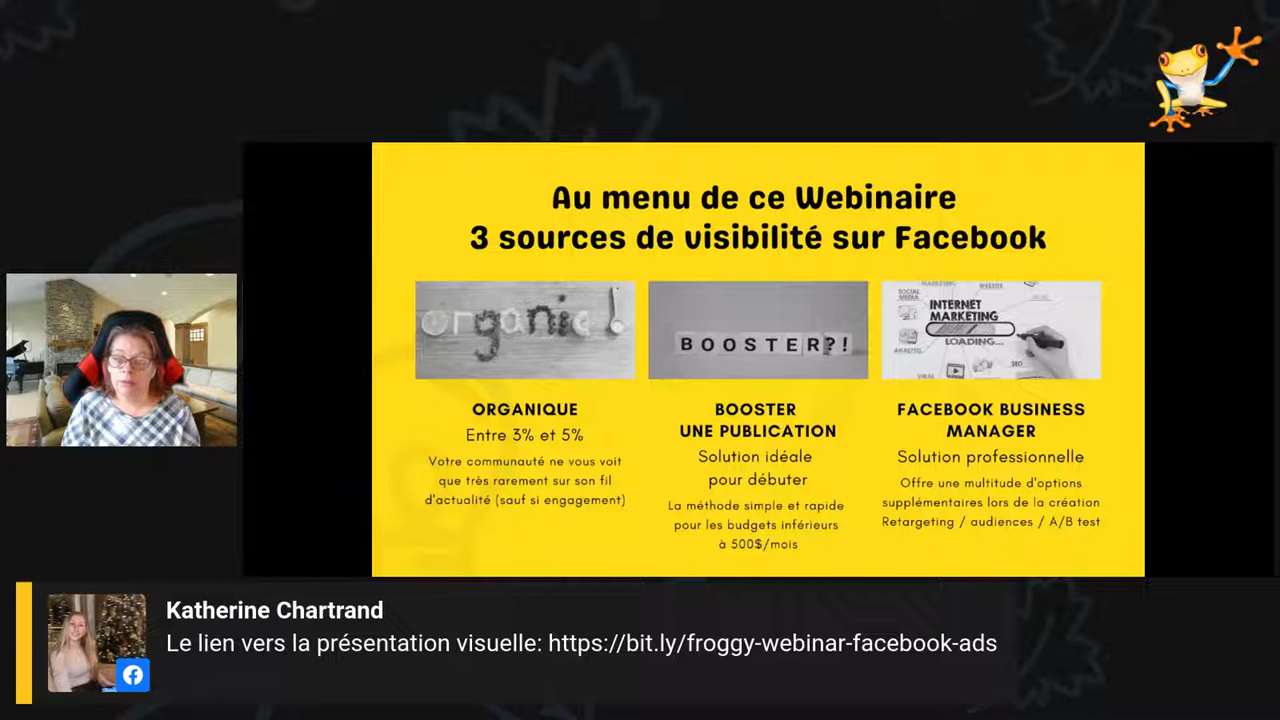 Au menu de ce Webinaire
3 sources de visibilité sur Facebook
organic!
BOOSTER?!
SOCIAL
MEDIA
MARKETING
WEBSITE
INTERNET
MARKETING
LOADING...
ANALYSIS
SEO
VIRAL
ORGANIQUE
Entre 3% et 5%
Votre communauté ne vous voit
que très rarement sur son fil
d'actualité (sauf si engagement)
BOOSTER
UNE PUBLICATION
Solution idéale
pour débuter
La méthode simple et rapide
pour les budgets inférieurs
à 500$/mois
FACEBOOK BUSINESS
MANAGER
Solution professionnelle
Offre une multitude d'options
supplémentaires lors de la création
Retargeting / audiences / A/B test
Katherine Chartrand
Le lien vers la présentation visuelle: https://bit.ly/froggy-webinar-facebook-ads